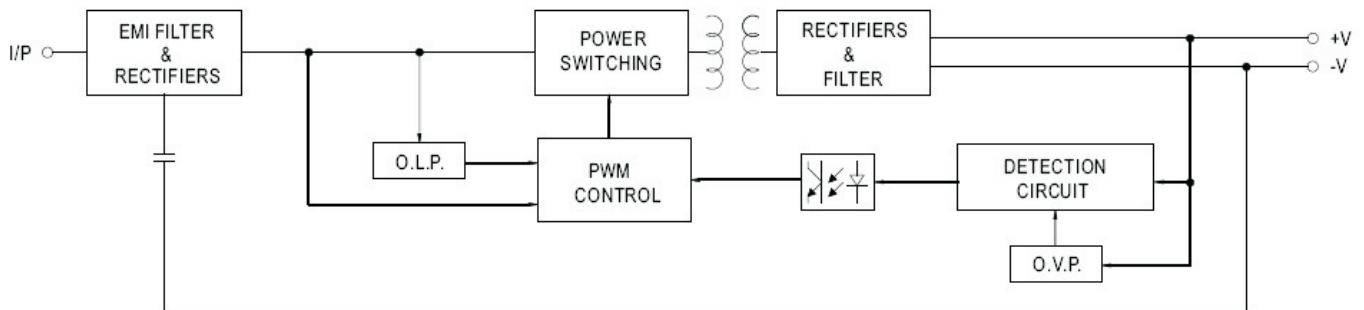 I/P
EMI FILTER
&
RECTIFIERS
POWER
SWITCHING
RECTIFIERS
&
FILTER
+V
-V
O.L.P.
PWM
CONTROL
DETECTION
CIRCUIT
O.V.P.